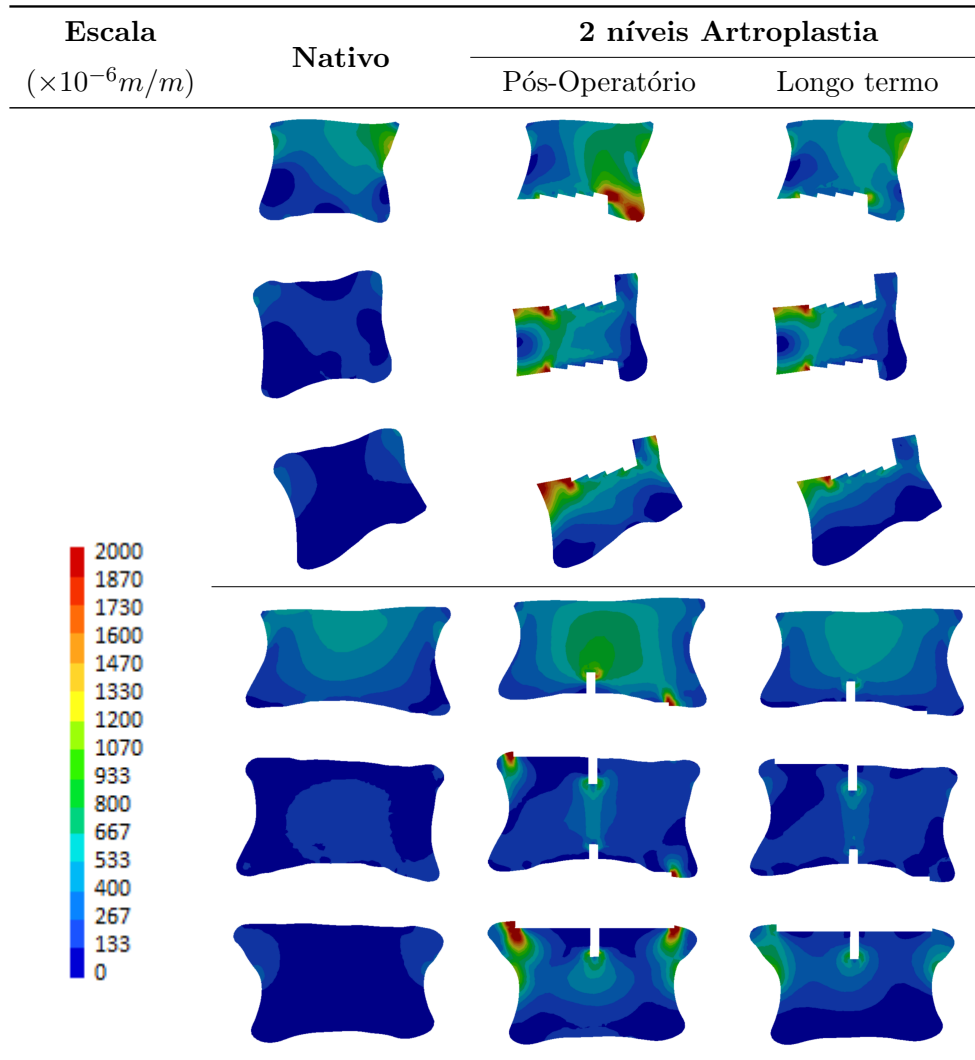 Escala
(×10⁻⁶m/m)
Nativo
2 níveis Artroplastia
Pós-Operatório
Longo termo
2000
1870
1730
1600
1470
1330
1200
1070
933
800
667
533
400
267
133
0